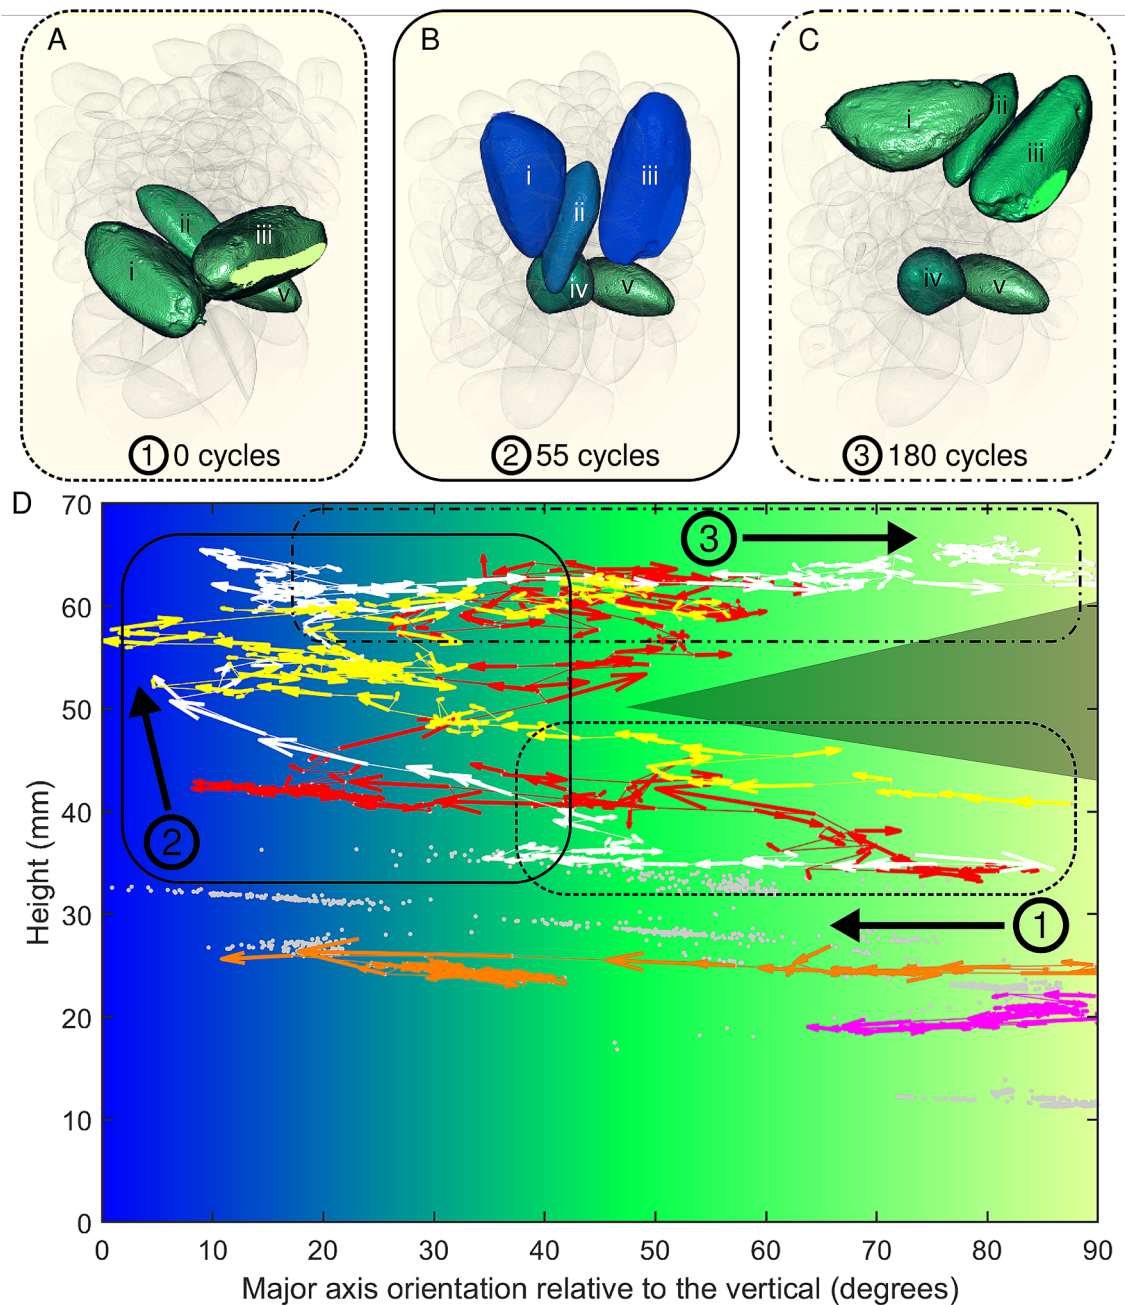 A
B
C
i
ii
iii
v
i
ii
iii
iv
v
i
ii
iii
iv
v
1 0 cycles
2 55 cycles
3 180 cycles
D
70
60
50
40
30
20
10
0
Height (mm)
3
2
1
0 10 20 30 40 50 60 70 80 90
Major axis orientation relative to the vertical (degrees)